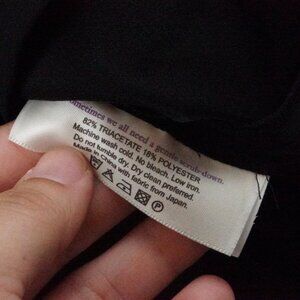 sometimes we all need a gentle scrub-down.
82% TRIACETATE 18% POLYESTER
Machine wash cold. No bleach. Low iron.
Do not tumble dry. Dry clean preferred.
Made in China with fabric from Japan.